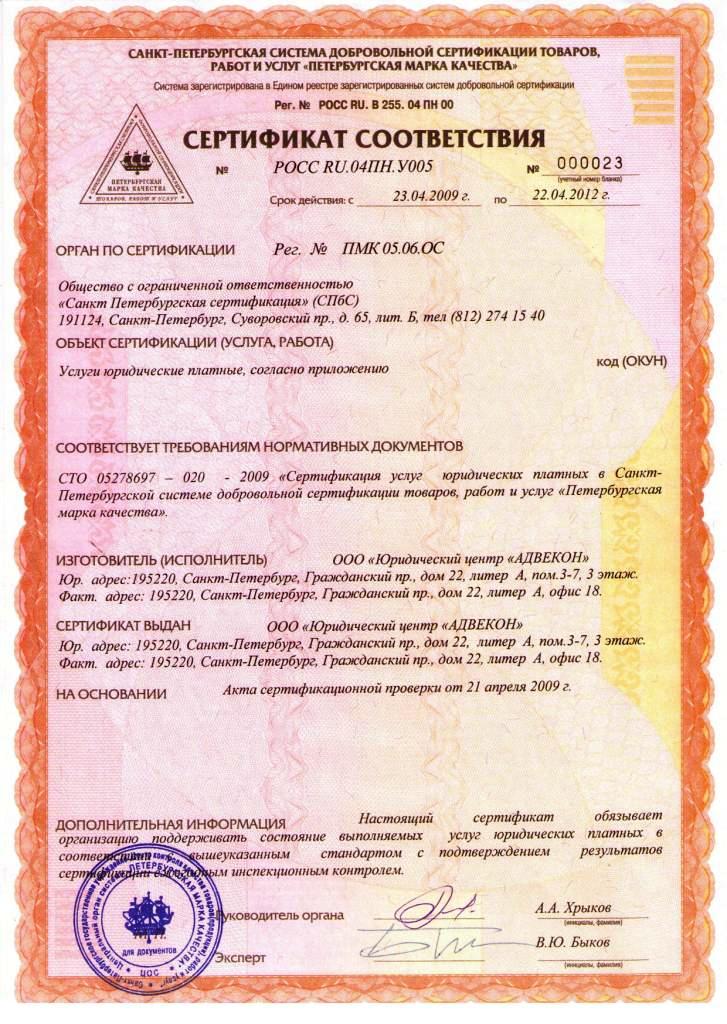 САНКТ-ПЕТЕРБУРГСКАЯ СИСТЕМА ДОБРОВОЛЬНОЙ СЕРТИФИКАЦИИ ТОВАРОВ,
РАБОТ И УСЛУГ «ПЕТЕРБУРГСКАЯ МАРКА КАЧЕСТВА»
Система зарегистрирована в Едином реестре зарегистрированных систем добровольной сертификации
Рег. № РОСС RU. В 255. 04 ПН 00
СЕРТИФИКАТ СООТВЕТСТВИЯ
№ РОСС RU.04ПН.У005 № 000023
(учетный номер бланка)
Срок действия: с 23.04.2009 г. по 22.04.2012 г.
ПЕТЕРБУРГСКАЯ
МАРКА КАЧЕСТВА
ТОВАРОВ, РАБОТ И УСЛУГ
ОРГАН ПО СЕРТИФИКАЦИИ Рег. № ПМК 05.06.ОС
Общество с ограниченной ответственностью
«Санкт Петербургская сертификация» (СПбС)
191124, Санкт-Петербург, Суворовский пр., д. 65, лит. Б, тел (812) 274 15 40
ОБЪЕКТ СЕРТИФИКАЦИИ (УСЛУГА, РАБОТА)
код (ОКУН)
Услуги юридические платные, согласно приложению
СООТВЕТСТВУЕТ ТРЕБОВАНИЯМ НОРМАТИВНЫХ ДОКУМЕНТОВ
СТО 05278697 – 020 - 2009 «Сертификация услуг юридических платных в Санкт-
Петербургской системе добровольной сертификации товаров, работ и услуг «Петербургская
марка качества».
ИЗГОТОВИТЕЛЬ (ИСПОЛНИТЕЛЬ) ООО «Юридический центр «АДВЕКОН»
Юр. адрес:195220, Санкт-Петербург, Гражданский пр., дом 22, литер А, пом.3-7, 3 этаж.
Факт. адрес: 195220, Санкт-Петербург, Гражданский пр., дом 22, литер А, офис 18.
СЕРТИФИКАТ ВЫДАН ООО «Юридический центр «АДВЕКОН»
Юр. адрес: 195220, Санкт-Петербург, Гражданский пр., дом 22, литер А, пом.3-7, 3 этаж.
Факт. адрес: 195220, Санкт-Петербург, Гражданский пр., дом 22, литер А, офис 18.
НА ОСНОВАНИИ Акта сертификационной проверки от 21 апреля 2009 г.
ДОПОЛНИТЕЛЬНАЯ ИНФОРМАЦИЯ Настоящий сертификат обязывает
организацию поддерживать состояние выполняемых услуг юридических платных в
соответствии с вышеуказанным стандартом с подтверждением результатов
сертификации ежегодным инспекционным контролем.
Руководитель органа А.А. Хрыков
(инициалы, фамилия)
Эксперт В.Ю. Быков
(инициалы, фамилия)
для документов
ЦОС